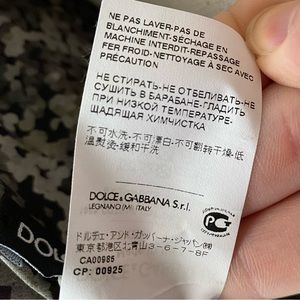 NE PAS LAVER-PAS DE
BLANCHIMENT-SÉCHAGE EN
MACHINE INTERDIT-REPASSAGE
FER FROID-NETTOYAGE À SEC AVEC
PRÉCAUTION
НЕ СТИРАТЬ-НЕ ОТБЕЛИВАТЬ-НЕ
СУШИТЬ В БАРАБАНЕ-ГЛАДИТЬ
ПРИ НИЗКОЙ ТЕМПЕРАТУРЕ-
ЩАДЯЩАЯ ХИМЧИСТКА
不可水洗-不可漂白-不可翻转干燥-低
温熨烫-缓和干洗
DOLCE&GABBANA S.r.l.
LEGNANO (MI) ITALY
ドルチェ・アンド・ガッバーナ・ジャパン(株)
東京都港区北青山3-6-7-8F
CA00985
CP: 00925
DOL